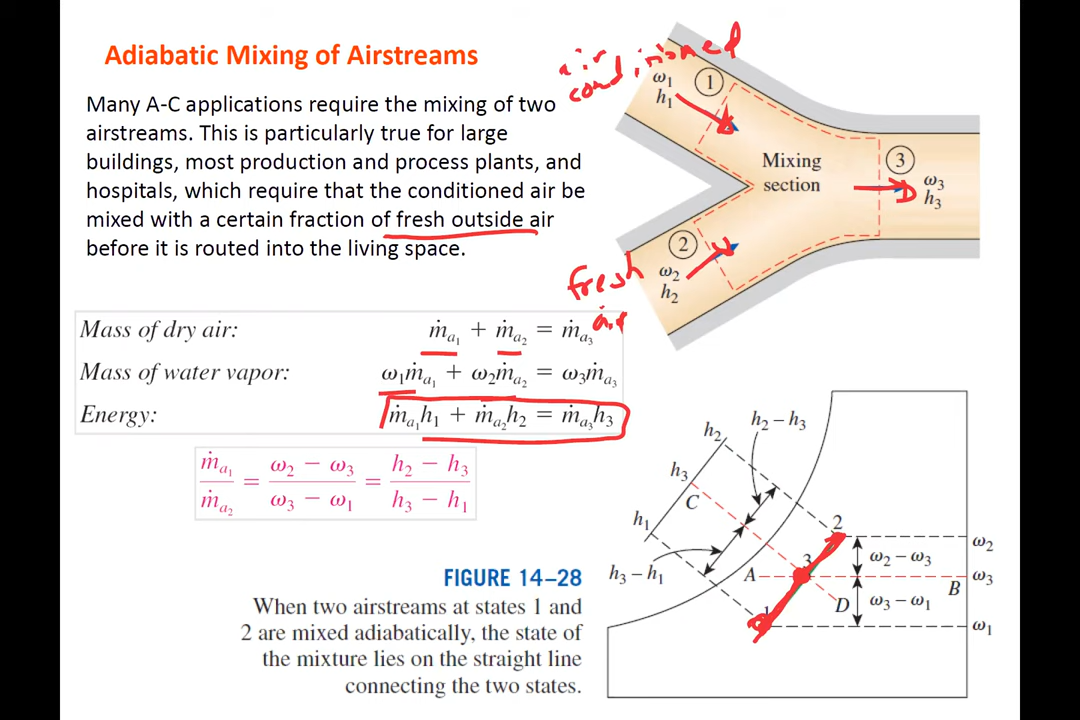 Adiabatic Mixing of Airstreams
Many A-C applications require the mixing of two
airstreams. This is particularly true for large
buildings, most production and process plants, and
hospitals, which require that the conditioned air be
mixed with a certain fraction of fresh outside air
before it is routed into the living space.
air
conditioned
ω₁
h₁
①
Mixing
section
③
ω₃
h₃
②
ω₂
h₂
fresh
air
Mass of dry air: ṁₐ₁ + ṁₐ₂ = ṁₐ₃
Mass of water vapor: ω₁ṁₐ₁ + ω₂ṁₐ₂ = ω₃ṁₐ₃
Energy: ṁₐ₁h₁ + ṁₐ₂h₂ = ṁₐ₃h₃
ṁₐ₁/ṁₐ₂ = (ω₂ − ω₃)/(ω₃ − ω₁) = (h₂ − h₃)/(h₃ − h₁)
h₂ − h₃
h₂
h₃
C
h₁
h₃ − h₁
2
3
1
A
D
B
ω₂ − ω₃
ω₃ − ω₁
ω₂
ω₃
ω₁
FIGURE 14–28
When two airstreams at states 1 and
2 are mixed adiabatically, the state of
the mixture lies on the straight line
connecting the two states.